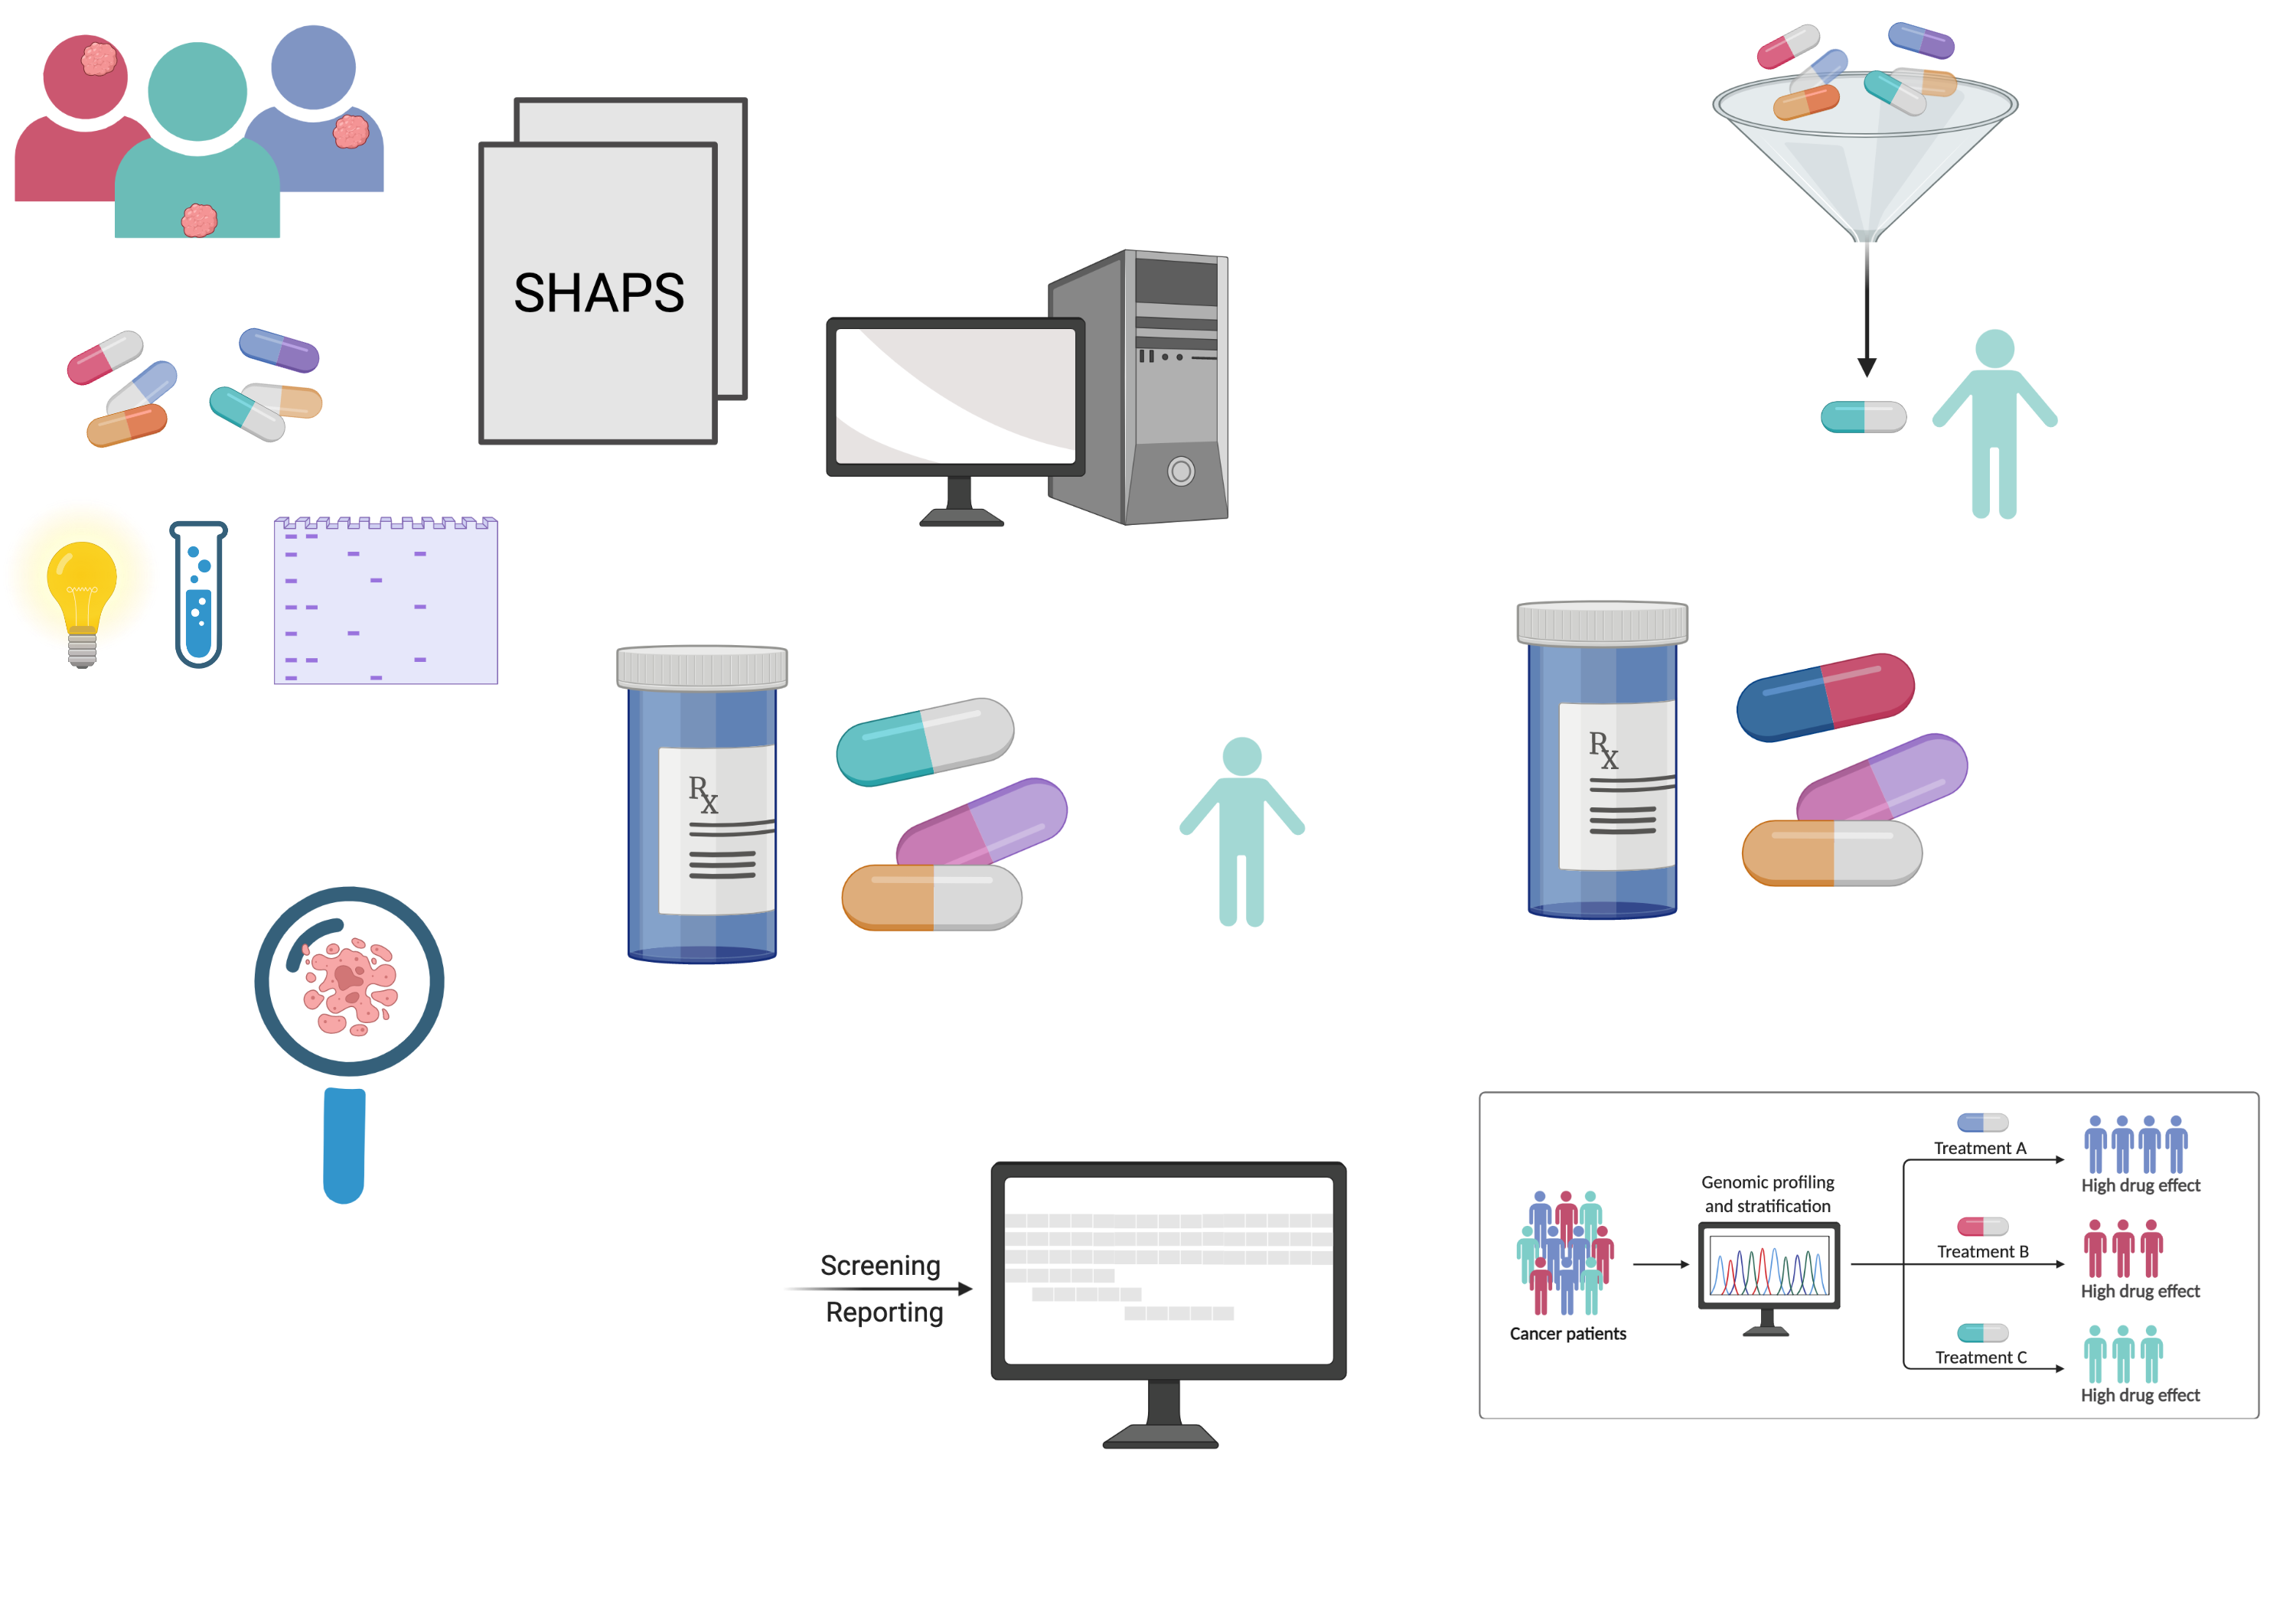 SHAPS
Rx
Rx
Screening
Reporting
Genomic profiling
and stratification
Cancer patients
Treatment A
High drug effect
Treatment B
High drug effect
Treatment C
High drug effect